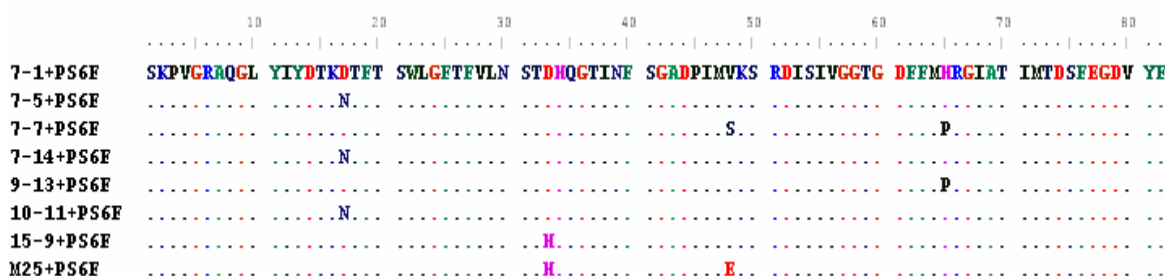 10 20 30 40 50 60 70 80
....|....| ....|....| ....|....| ....|....| ....|....| ....|....| ....|....| ....|....| ..
7-1+PS6F SKPVGRAQGL YIYDTKDTFT SWLGFTFVLN STDHQGTINF SGADPIMVKS RDISIVGGTG DFFMHRGIAT IMTDSFEGDV YF
7-5+PS6F .......... ......N... .......... .......... .......... .......... .......... .......... ..
7-7+PS6F .......... .......... .......... .......... .......S.. .......... ....P..... .......... ..
7-14+PS6F .......... ......N... .......... .......... .......... .......... .......... .......... ..
9-13+PS6F .......... .......... .......... .......... .......... .......... ....P..... .......... ..
10-11+PS6F .......... ......N... .......... .......... .......... .......... .......... .......... ..
15-9+PS6F .......... .......... .......... ..H....... .......... .......... .......... .......... ..
M25+PS6F .......... .......... .......... ..H....... .......E.. .......... .......... .......... ..